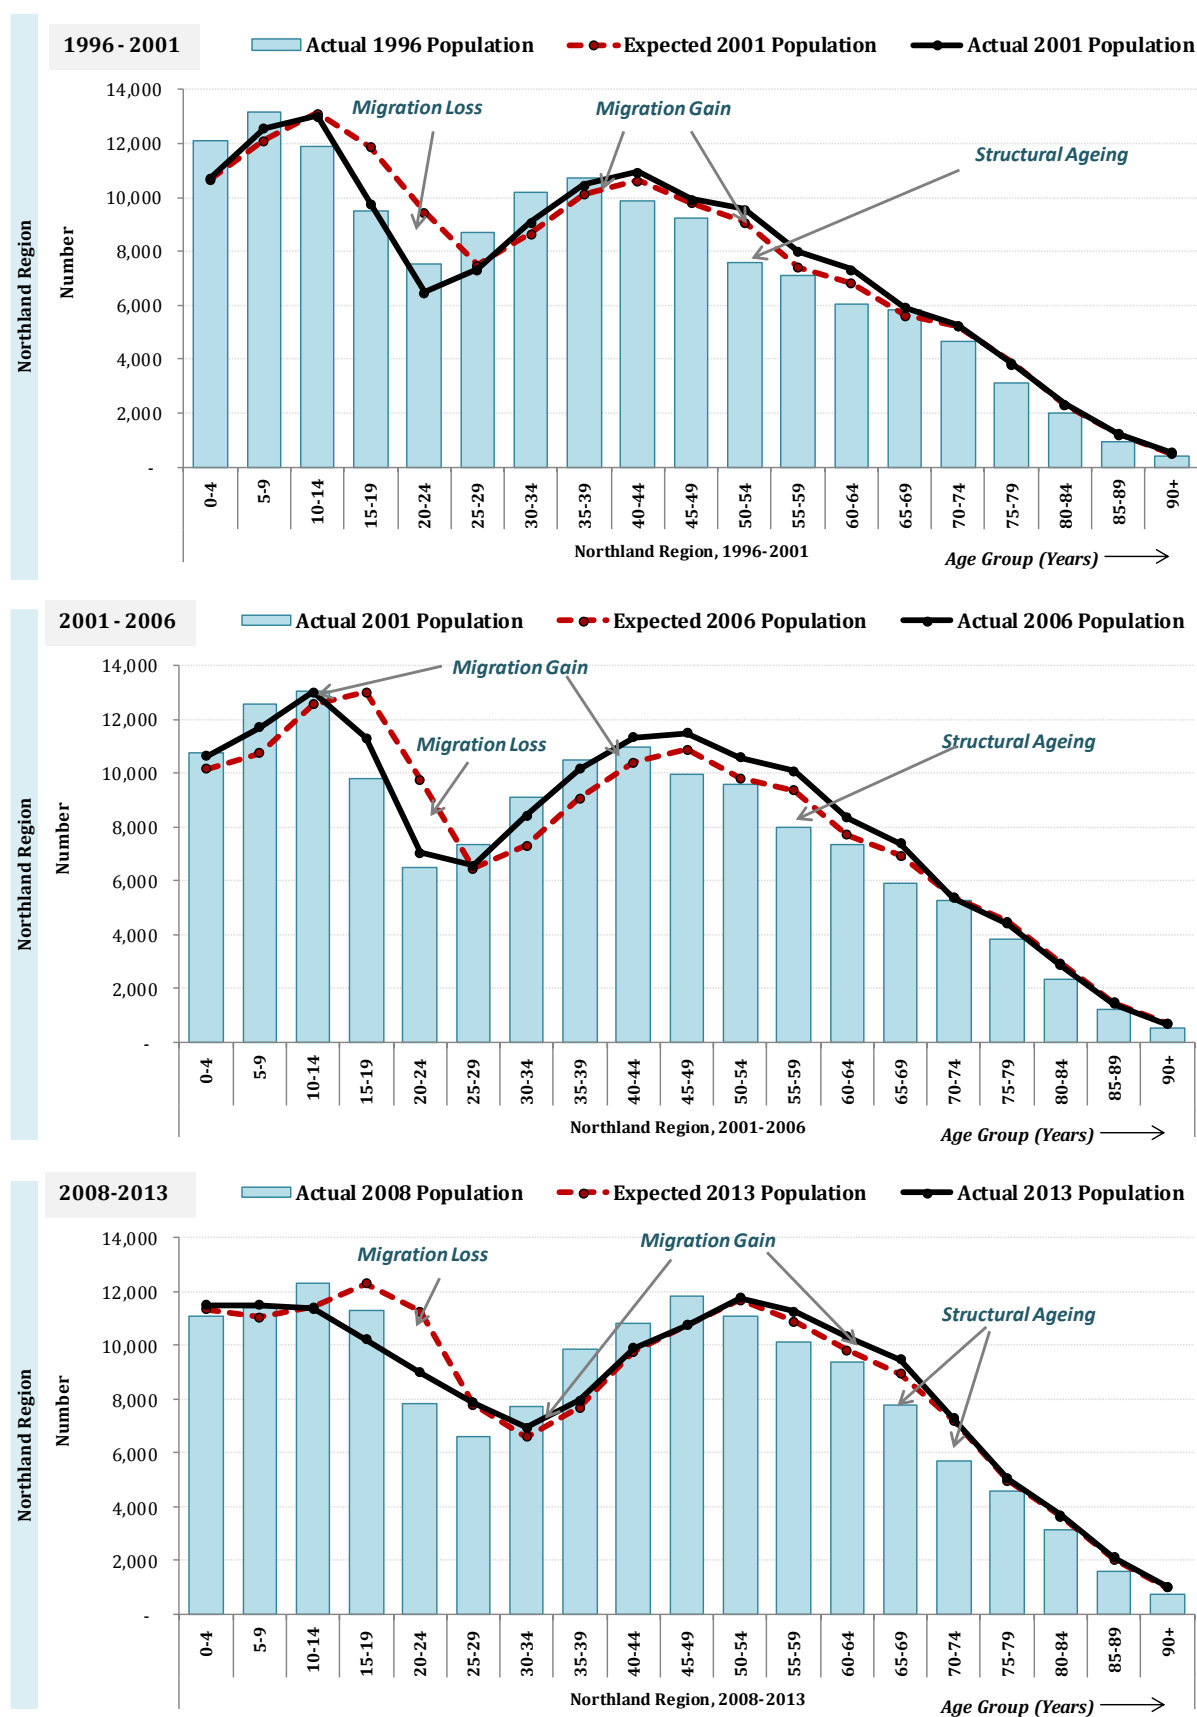 1996 - 2001
Actual 1996 Population
Expected 2001 Population
Actual 2001 Population
Northland Region
Number
14,000
12,000
10,000
8,000
6,000
4,000
2,000
-
Migration Loss
Migration Gain
Structural Ageing
0-4
5-9
10-14
15-19
20-24
25-29
30-34
35-39
40-44
45-49
50-54
55-59
60-64
65-69
70-74
75-79
80-84
85-89
90+
Northland Region, 1996-2001
Age Group (Years)
2001 - 2006
Actual 2001 Population
Expected 2006 Population
Actual 2006 Population
Northland Region
Number
14,000
12,000
10,000
8,000
6,000
4,000
2,000
-
Migration Gain
Migration Loss
Structural Ageing
0-4
5-9
10-14
15-19
20-24
25-29
30-34
35-39
40-44
45-49
50-54
55-59
60-64
65-69
70-74
75-79
80-84
85-89
90+
Northland Region, 2001-2006
Age Group (Years)
2008-2013
Actual 2008 Population
Expected 2013 Population
Actual 2013 Population
Northland Region
Number
14,000
12,000
10,000
8,000
6,000
4,000
2,000
-
Migration Loss
Migration Gain
Structural Ageing
0-4
5-9
10-14
15-19
20-24
25-29
30-34
35-39
40-44
45-49
50-54
55-59
60-64
65-69
70-74
75-79
80-84
85-89
90+
Northland Region, 2008-2013
Age Group (Years)